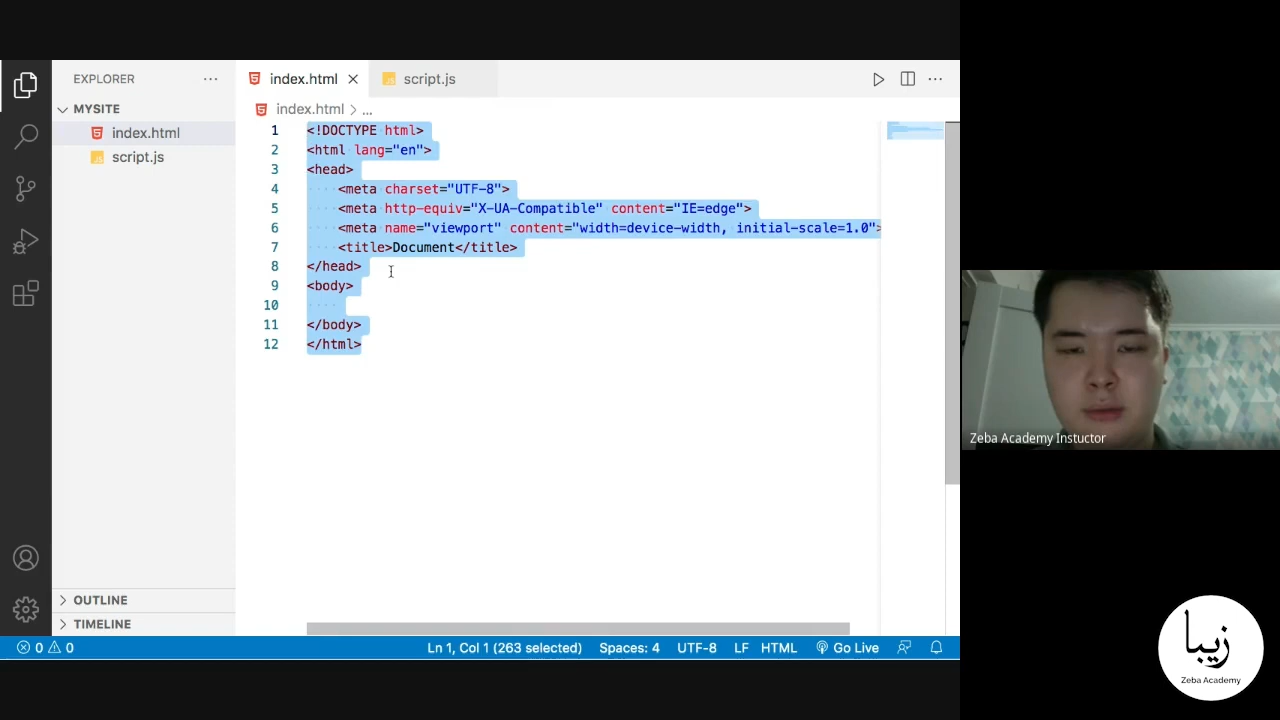 EXPLORER
MYSITE
index.html
script.js
OUTLINE
TIMELINE
index.html
script.js
index.html > ...
1 <!DOCTYPE html>
2 <html lang="en">
3 <head>
4 <meta charset="UTF-8">
5 <meta http-equiv="X-UA-Compatible" content="IE=edge">
6 <meta name="viewport" content="width=device-width, initial-scale=1.0">
7 <title>Document</title>
8 </head>
9 <body>
10
11 </body>
12 </html>
0 0 Ln 1, Col 1 (263 selected) Spaces: 4 UTF-8 LF HTML Go Live
Zeba Academy Instuctor
زیبا
Zeba Academy